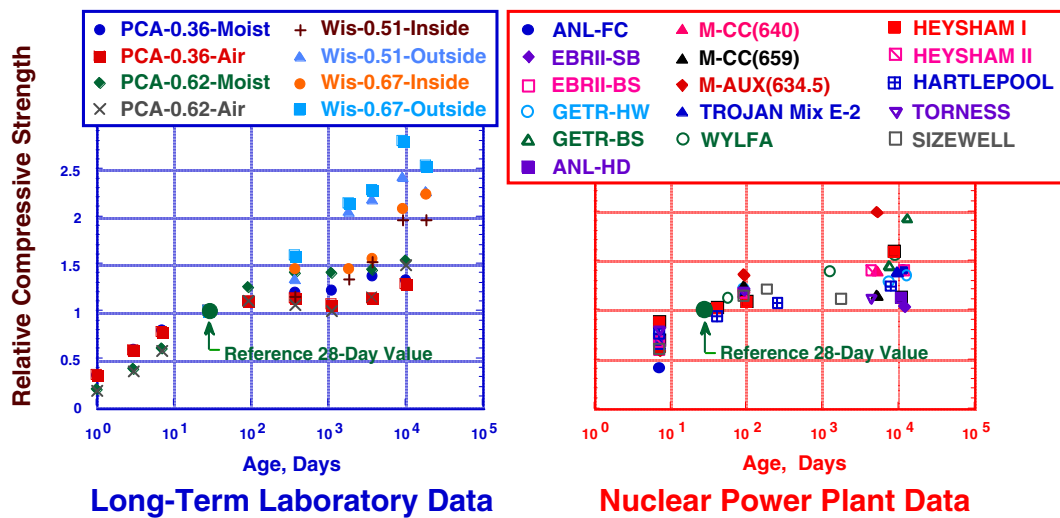 Relative Compressive Strength
PCA-0.36-Moist
PCA-0.36-Air
PCA-0.62-Moist
PCA-0.62-Air
Wis-0.51-Inside
Wis-0.51-Outside
Wis-0.67-Inside
Wis-0.67-Outside
2.5
2
1.5
1
0.5
0
Reference 28-Day Value
10^0 10^1 10^2 10^3 10^4 10^5
Age, Days
Long-Term Laboratory Data
ANL-FC
EBRII-SB
EBRII-BS
GETR-HW
GETR-BS
ANL-HD
M-CC(640)
M-CC(659)
M-AUX(634.5)
TROJAN Mix E-2
WYLFA
HEYSHAM I
HEYSHAM II
HARTLEPOOL
TORNESS
SIZEWELL
Reference 28-Day Value
10^0 10^1 10^2 10^3 10^4 10^5
Age, Days
Nuclear Power Plant Data